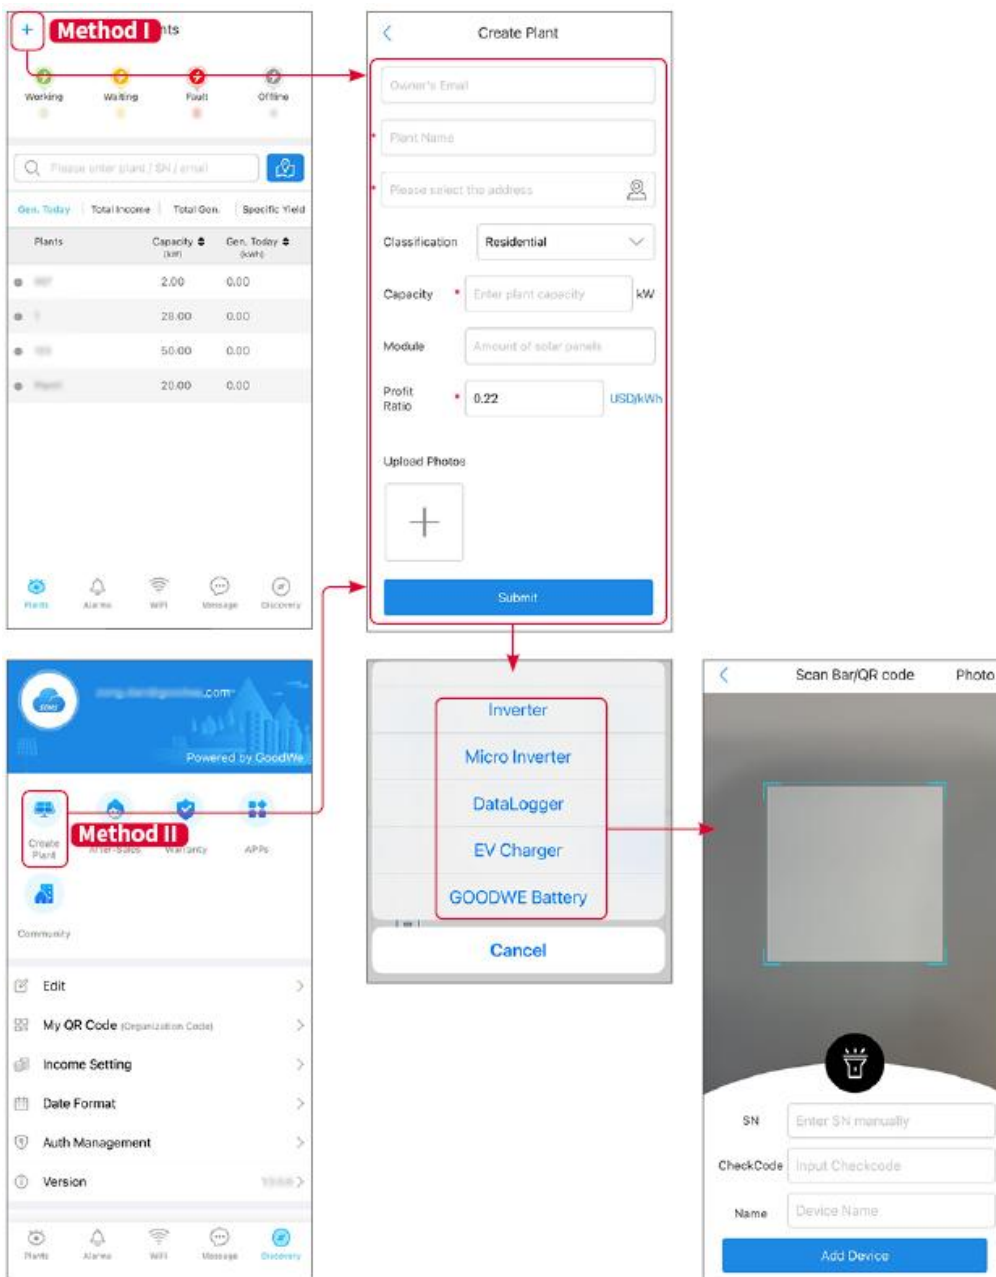 + Method I nts
Working Waiting Fault Offline
Please enter plant / SN / email
Gen. Today Total Income Total Gen. Specific Yield
Plants Capacity (kW) Gen. Today (kWh)
2.00 0.00
28.00 0.00
50.00 0.00
20.00 0.00
Plants Alarms WiFi Message Discovery
Create Plant
Owner's Email
* Plant Name
* Please select the address
Classification Residential
Capacity * Enter plant capacity kW
Module Amount of solar panels
Profit Ratio * 0.22 USD/kWh
Upload Photos
Submit
.com
Powered by GoodWe
Method II
Create Plant After-Sales Warranty APPs
Community
Edit
My QR Code (Organization Code)
Income Setting
Date Format
Auth Management
Version
Plants Alarms WiFi Message Discovery
Inverter
Micro Inverter
DataLogger
EV Charger
GOODWE Battery
Cancel
Scan Bar/QR code Photo
SN Enter SN manually
CheckCode Input Checkcode
Name Device Name
Add Device